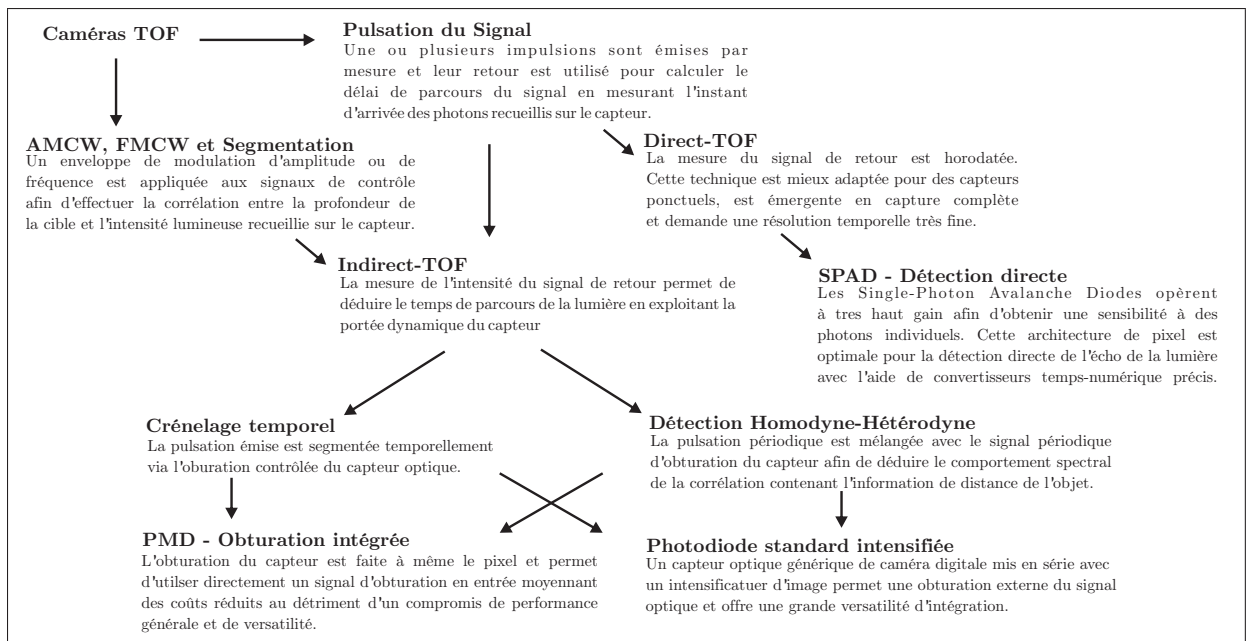 Caméras TOF
Pulsation du Signal
Une ou plusieurs impulsions sont émises par
mesure et leur retour est utilisé pour calculer le
délai de parcours du signal en mesurant l'instant
d'arrivée des photons recueillis sur le capteur.
AMCW, FMCW et Segmentation
Un enveloppe de modulation d'amplitude ou de
fréquence est appliquée aux signaux de contrôle
afin d'effectuer la corrélation entre la profondeur de
la cible et l'intensité lumineuse recueillie sur le capteur.
Direct-TOF
La mesure du signal de retour est horodatée.
Cette technique est mieux adaptée pour des capteurs
ponctuels, est émergente en capture complète
et demande une résolution temporelle très fine.
Indirect-TOF
La mesure de l'intensité du signal de retour permet de
déduire le temps de parcours de la lumière en exploitant la
portée dynamique du capteur
SPAD - Détection directe
Les Single-Photon Avalanche Diodes opèrent
à tres haut gain afin d'obtenir une sensibilité à des
photons individuels. Cette architecture de pixel est
optimale pour la détection directe de l'écho de la lumière
avec l'aide de convertisseurs temps-numérique précis.
Crénelage temporel
La pulsation émise est segmentée temporellement
via l'oburation contrôlée du capteur optique.
Détection Homodyne-Hétérodyne
La pulsation périodique est mélangée avec le signal périodique
d'obturation du capteur afin de déduire le comportement spectral
de la corrélation contenant l'information de distance de l'objet.
PMD - Obturation intégrée
L'obturation du capteur est faite à même le pixel et permet
d'utilser directement un signal d'obturation en entrée moyennant
des coûts réduits au détriment d'un compromis de performance
générale et de versatilité.
Photodiode standard intensifiée
Un capteur optique générique de caméra digitale mis en série avec
un intensificatuer d'image permet une obturation externe du signal
optique et offre une grande versatilité d'intégration.